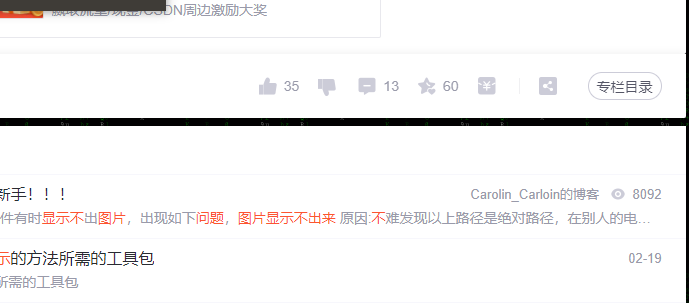 赢取流量/现金/CSDN周边激励大奖
35 13 60 专栏目录
新手！！！ Carolin_Carloin的博客 8092
件有时显示不出图片，出现如下问题，图片显示不出来 原因:不难发现以上路径是绝对路径，在别人的电...
示的方法所需的工具包 02-19
所需的工具包